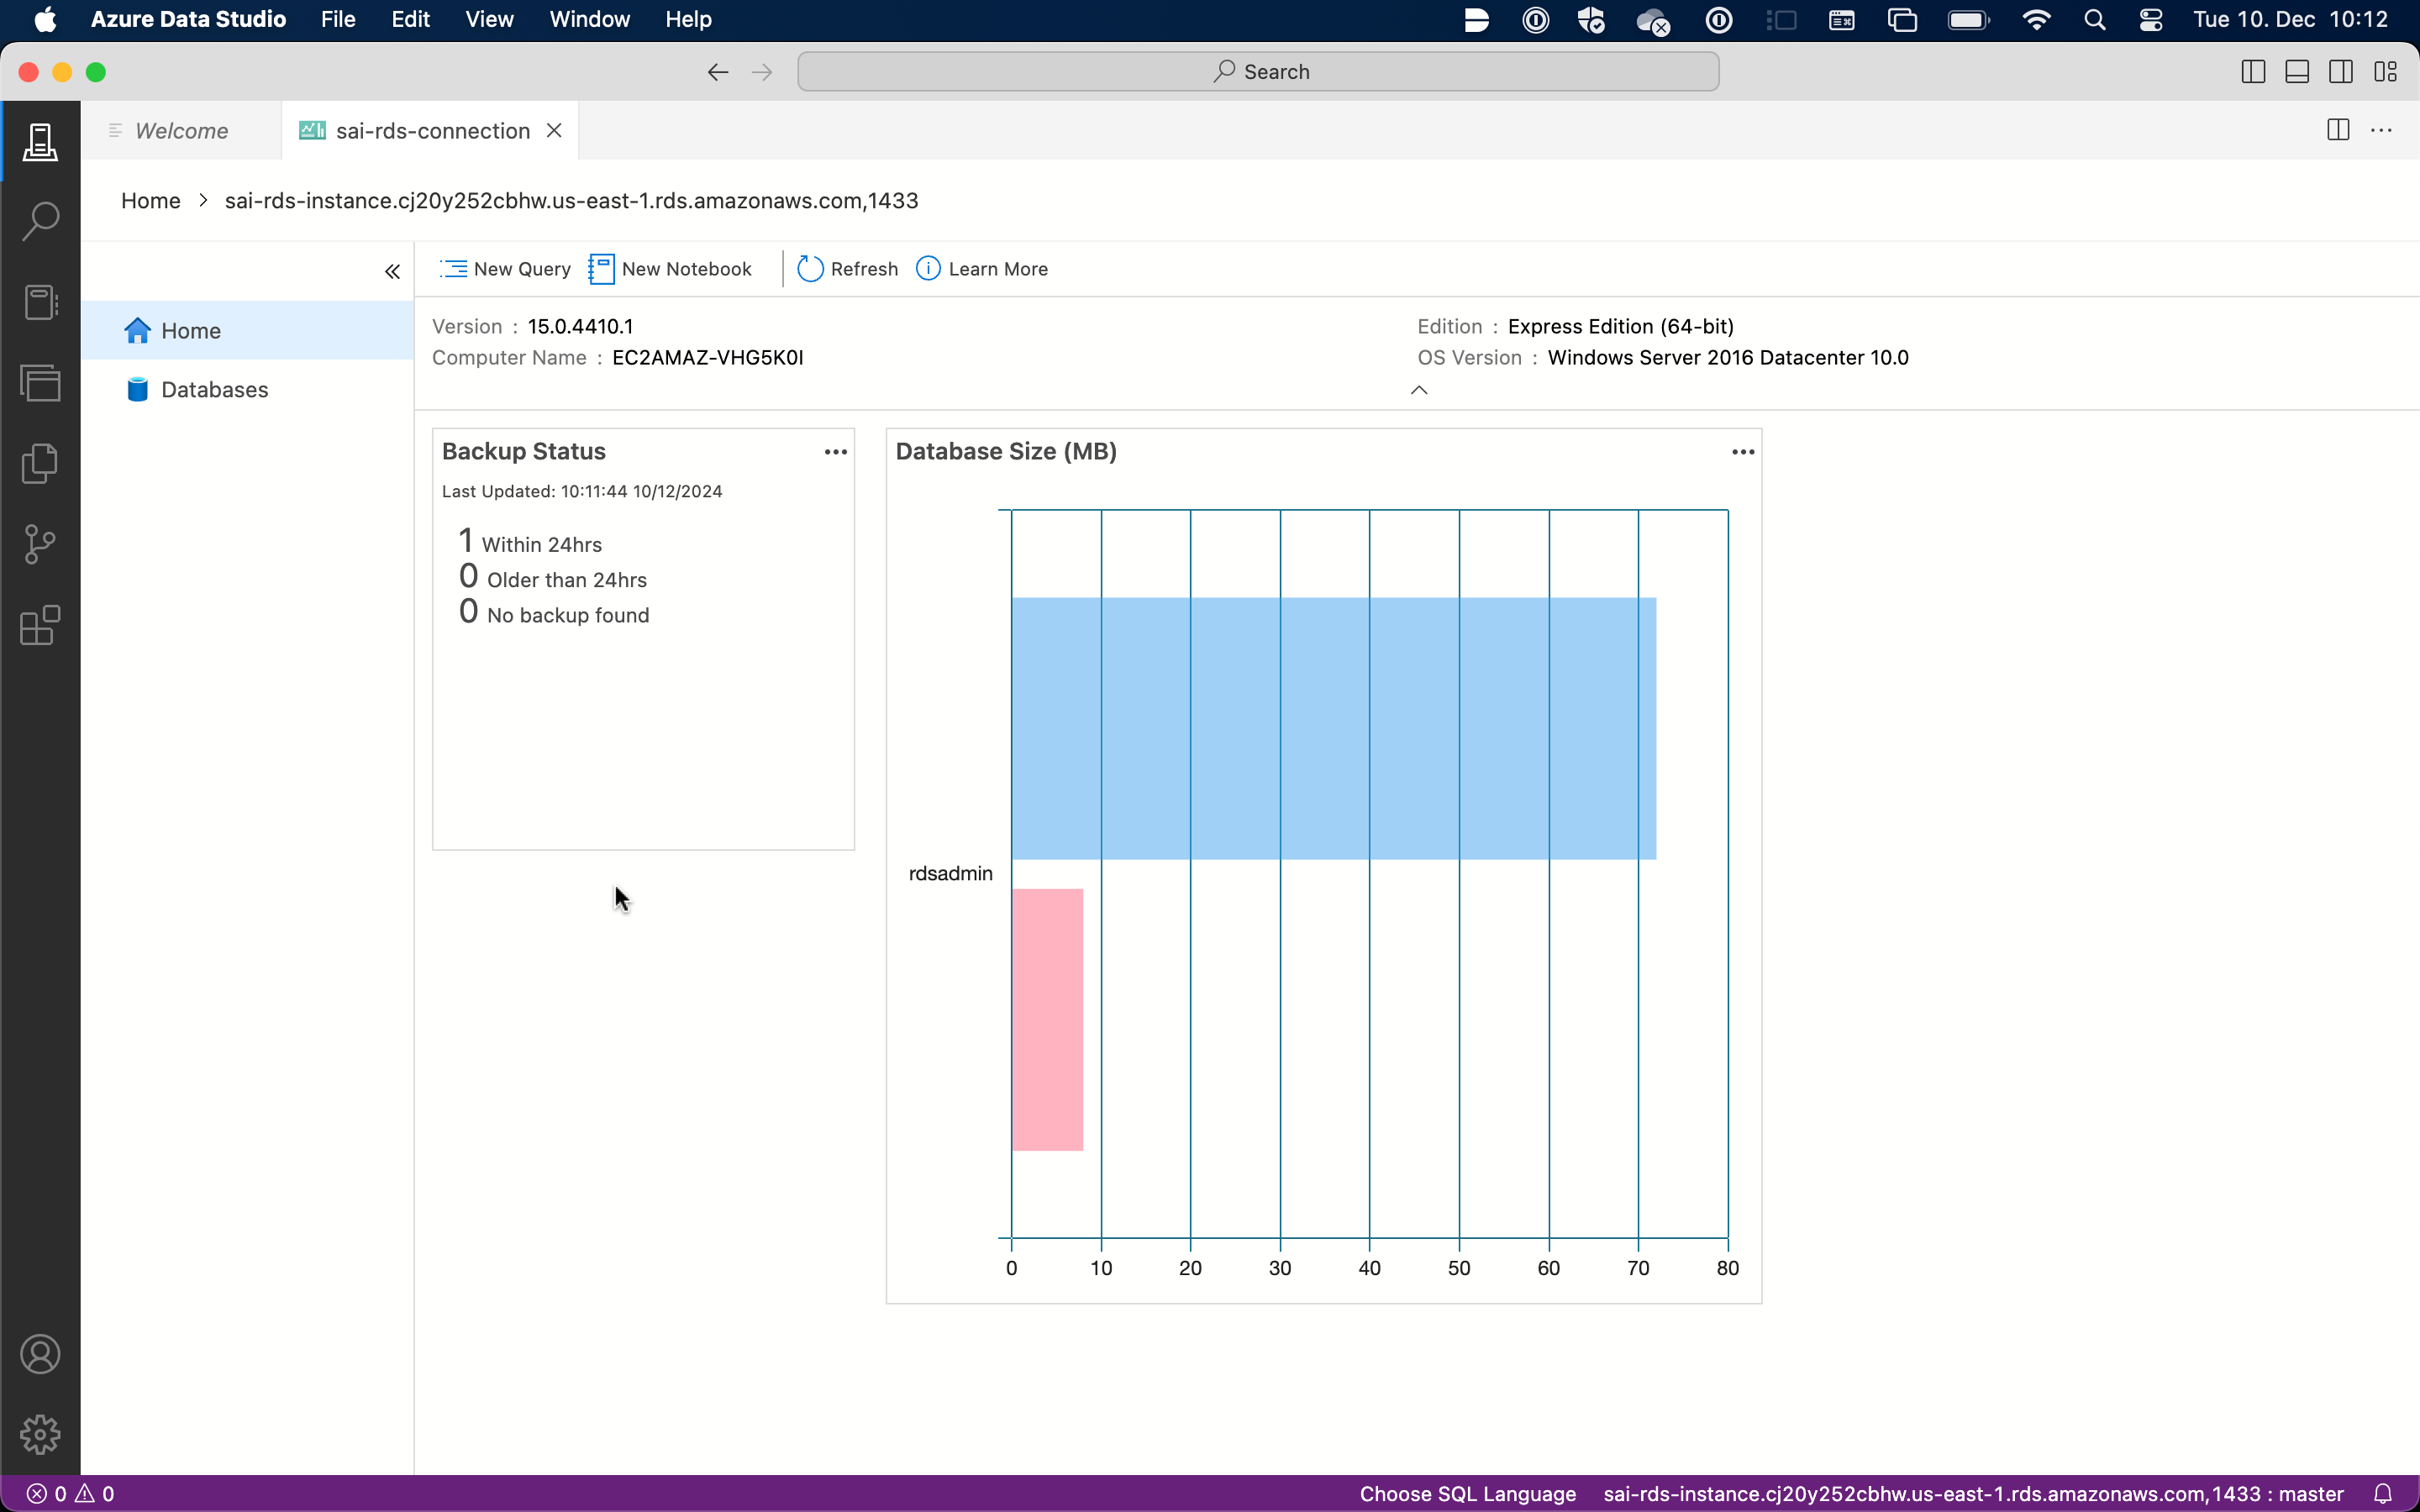 Azure Data Studio File Edit View Window Help Tue 10. Dec 10:12
Search
Welcome sai-rds-connection
Home > sai-rds-instance.cj20y252cbhw.us-east-1.rds.amazonaws.com,1433
New Query New Notebook Refresh Learn More
Home
Databases
Version : 15.0.4410.1
Computer Name : EC2AMAZ-VHG5K0I
Edition : Express Edition (64-bit)
OS Version : Windows Server 2016 Datacenter 10.0
Backup Status
Last Updated: 10:11:44 10/12/2024
1 Within 24hrs
0 Older than 24hrs
0 No backup found
Database Size (MB)
rdsadmin
0 10 20 30 40 50 60 70 80
0 0 Choose SQL Language sai-rds-instance.cj20y252cbhw.us-east-1.rds.amazonaws.com,1433 : master